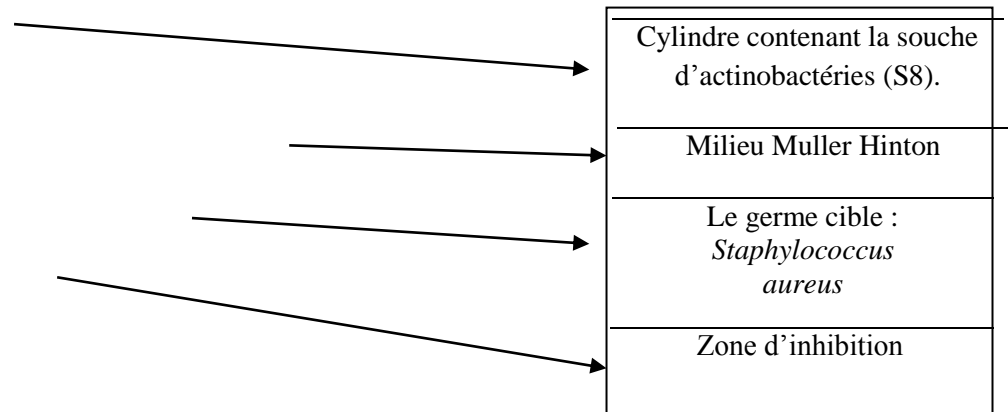 Cylindre contenant la souche
d’actinobactéries (S8).
Milieu Muller Hinton
Le germe cible :
Staphylococcus
aureus
Zone d’inhibition